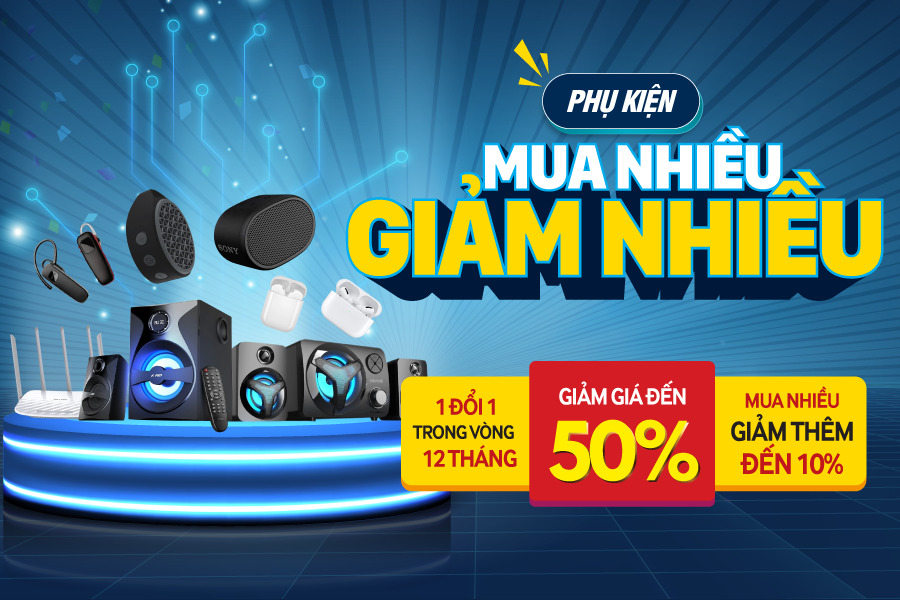 PHỤ KIỆN
MUA NHIỀU
GIẢM NHIỀU
SONY
1 ĐỔI 1
TRONG VÒNG
12 THÁNG
GIẢM GIÁ ĐẾN
50%
MUA NHIỀU
GIẢM THÊM
ĐẾN 10%